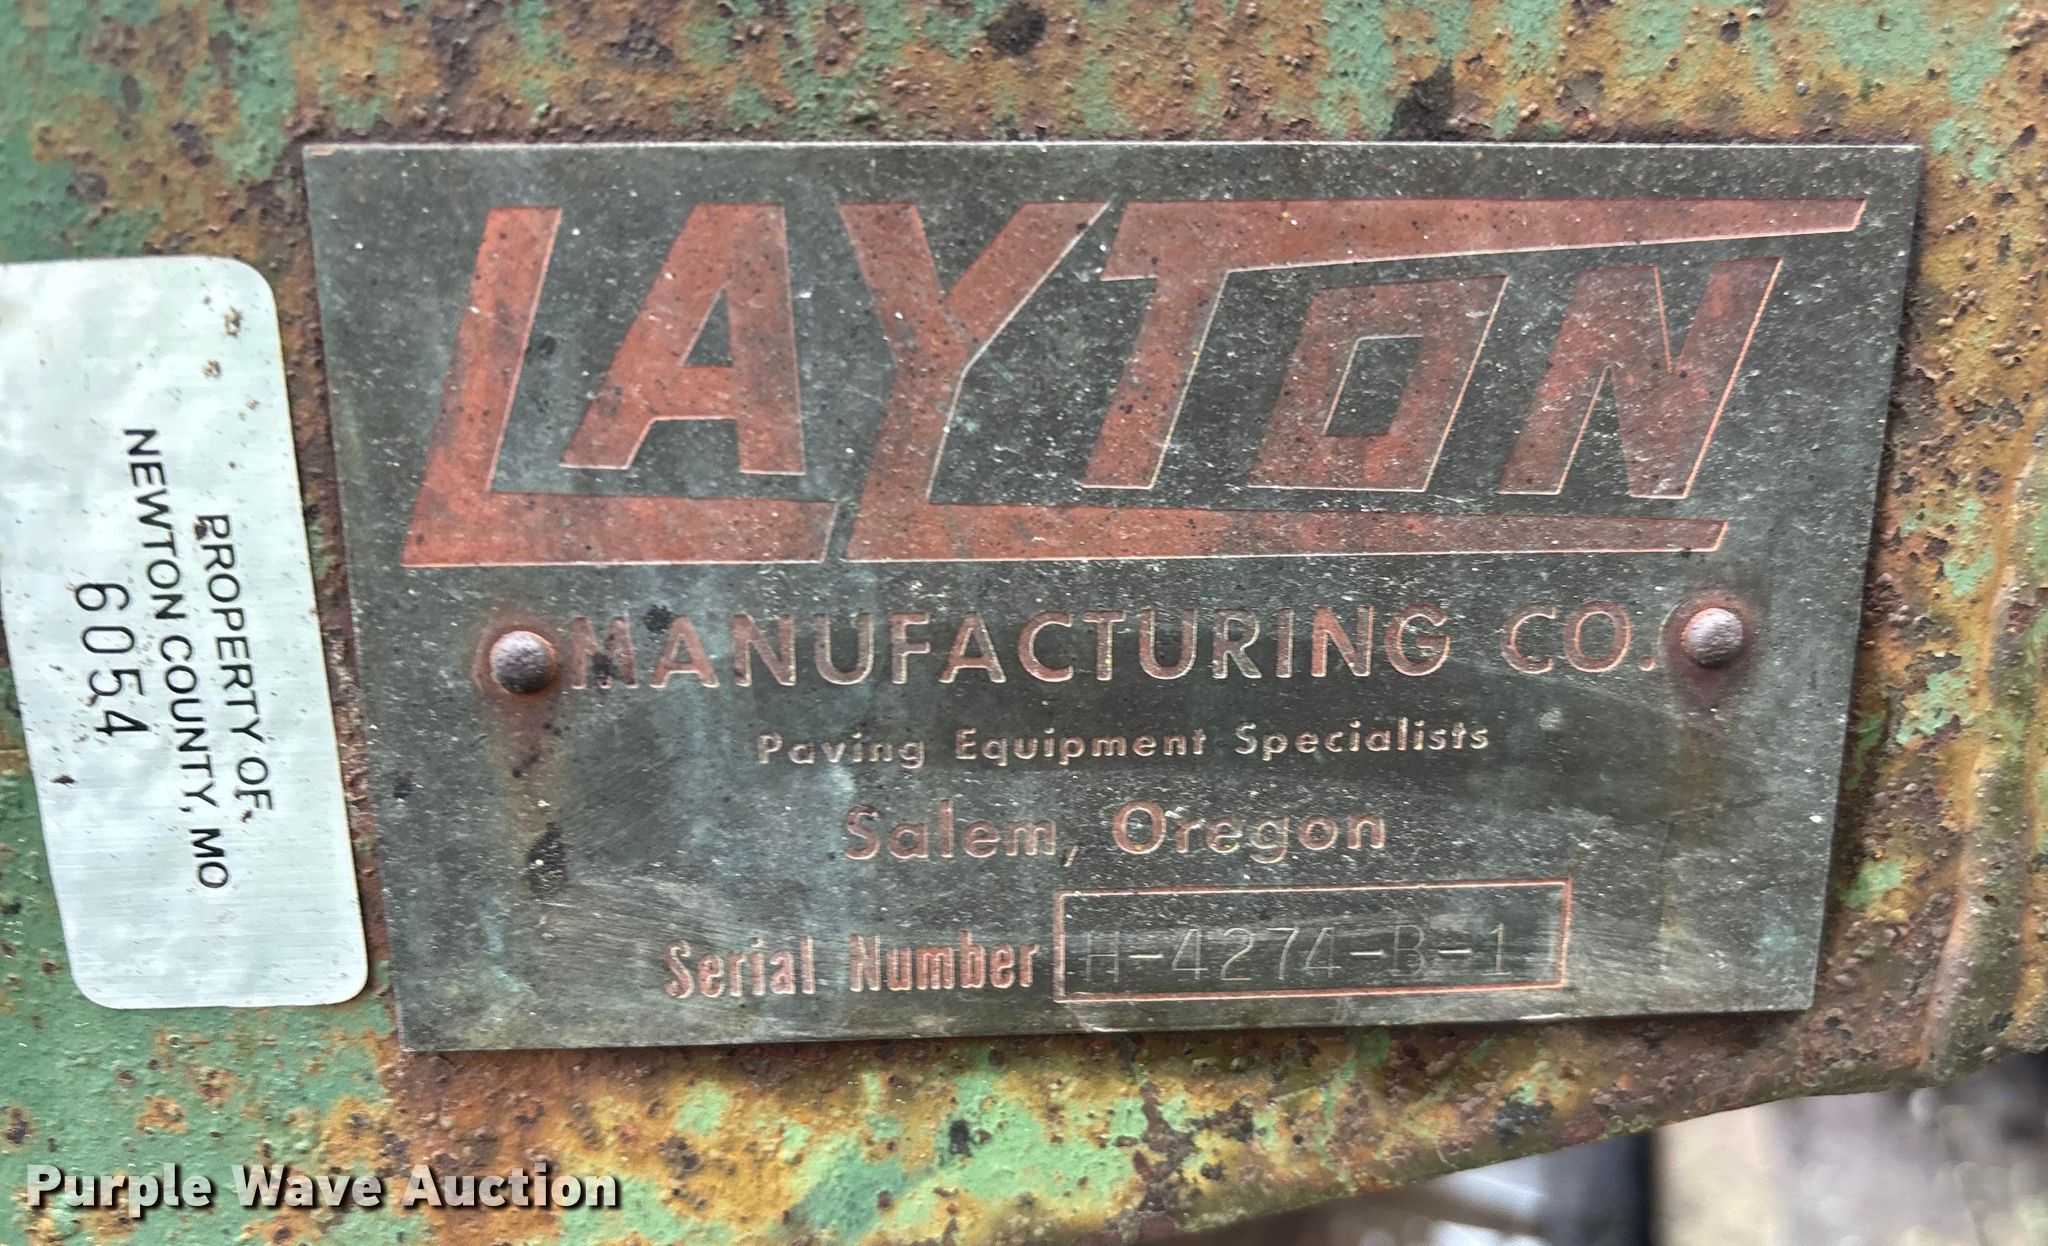 LAYTON
MANUFACTURING CO.
Paving Equipment Specialists
Salem, Oregon
Serial Number H-4274-B-1
PROPERTY OF
NEWTON COUNTY, MO
6054
Purple Wave Auction